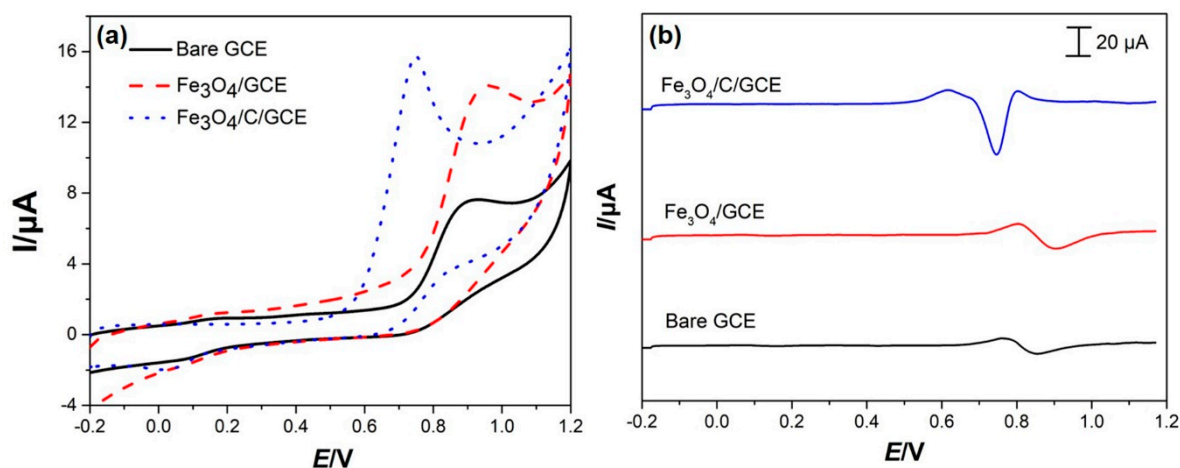 (a)
Bare GCE
Fe₃O₄/GCE
Fe₃O₄/C/GCE
I/µA
16
12
8
4
0
-4
-0.2 0.0 0.2 0.4 0.6 0.8 1.0 1.2
E/V
(b)
20 µA
Fe₃O₄/C/GCE
Fe₃O₄/GCE
Bare GCE
I/µA
-0.2 0.0 0.2 0.4 0.6 0.8 1.0 1.2
E/V